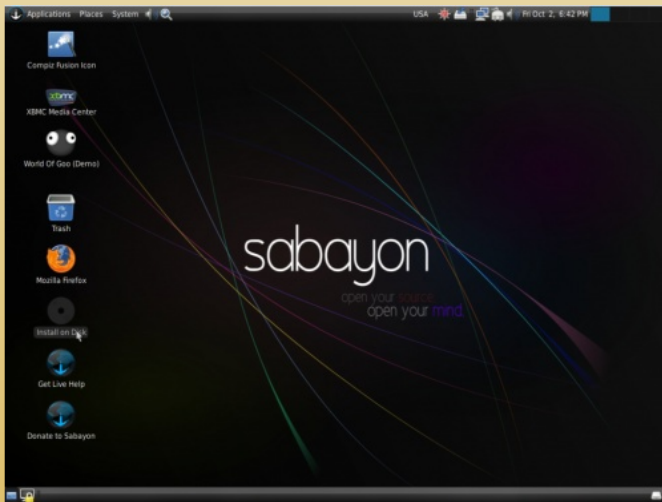 Applications Places System USA Fri Oct 2, 6:42 PM
Compiz Fusion Icon
XBMC Media Center
World Of Goo (Demo)
Trash
Mozilla Firefox
Install on Disk
Get Live Help
Donate to Sabayon
sabayon
open your source.
open your mind.